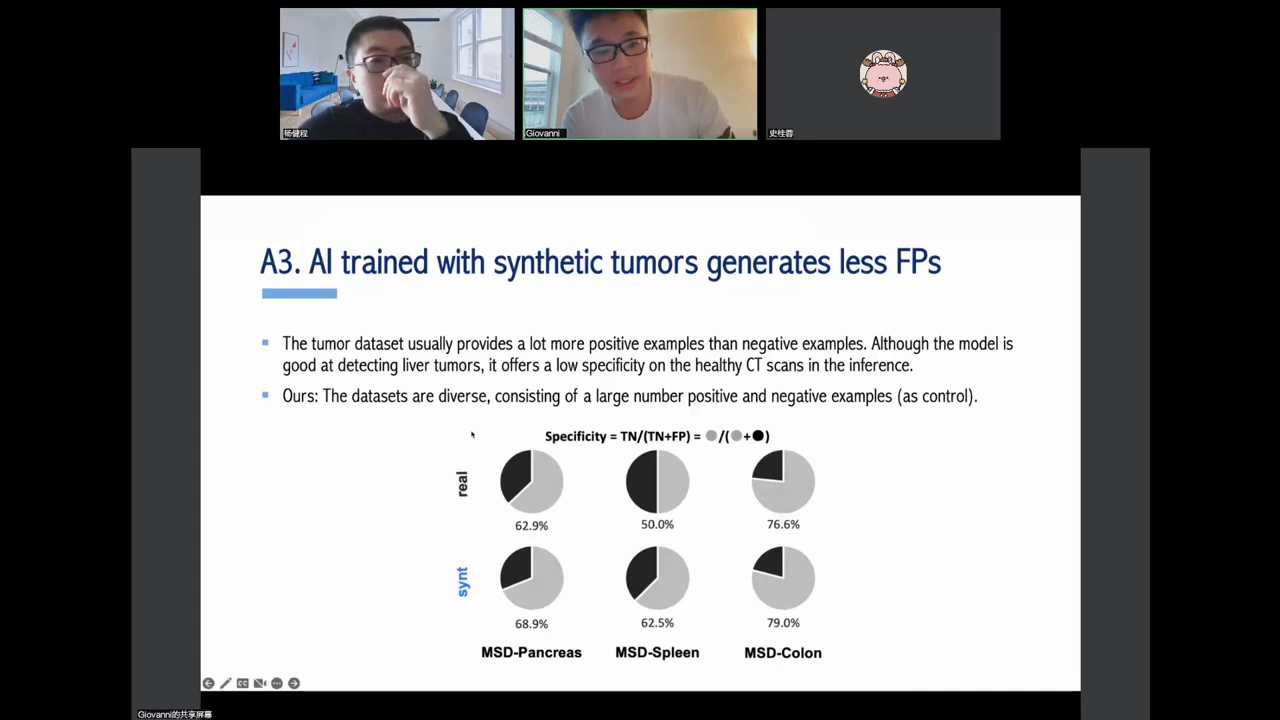 杨健程
Giovanni
史桂蓉
A3. AI trained with synthetic tumors generates less FPs
The tumor dataset usually provides a lot more positive examples than negative examples. Although the model is
good at detecting liver tumors, it offers a low specificity on the healthy CT scans in the inference.
Ours: The datasets are diverse, consisting of a large number positive and negative examples (as control).
Specificity = TN/(TN+FP) = /( + )
real
62.9%
50.0%
76.6%
synt
68.9%
62.5%
79.0%
MSD-Pancreas
MSD-Spleen
MSD-Colon
Giovanni的共享屏幕